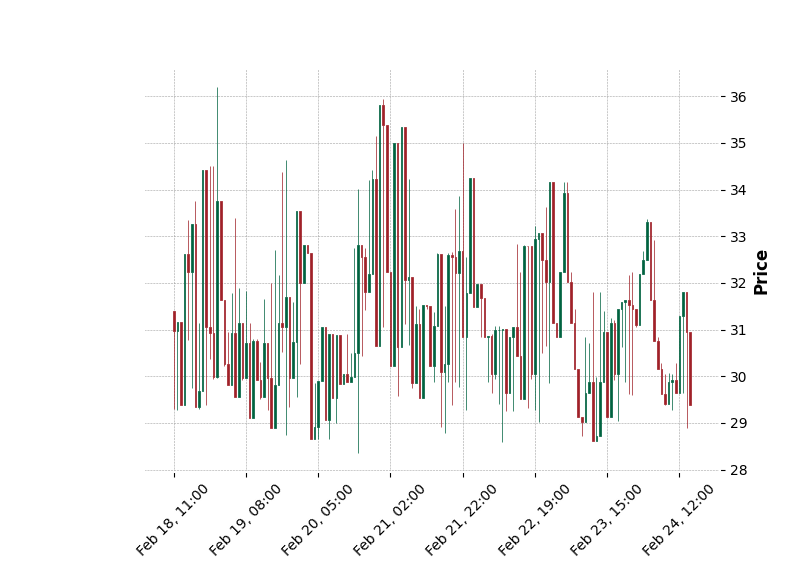 36
35
34
33
32
31
30
29
28
Price
Feb 18, 11:00
Feb 19, 08:00
Feb 20, 05:00
Feb 21, 02:00
Feb 21, 22:00
Feb 22, 19:00
Feb 23, 15:00
Feb 24, 12:00